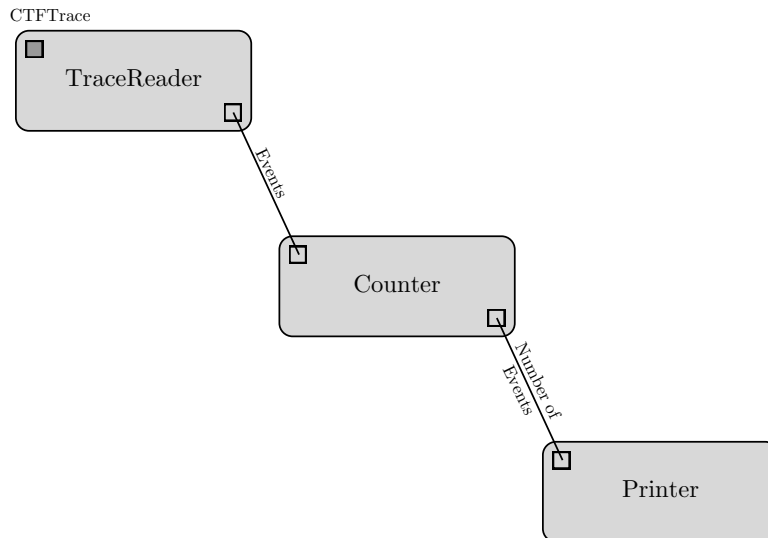 CTFTrace
TraceReader
Events
Counter
Number of
Events
Printer